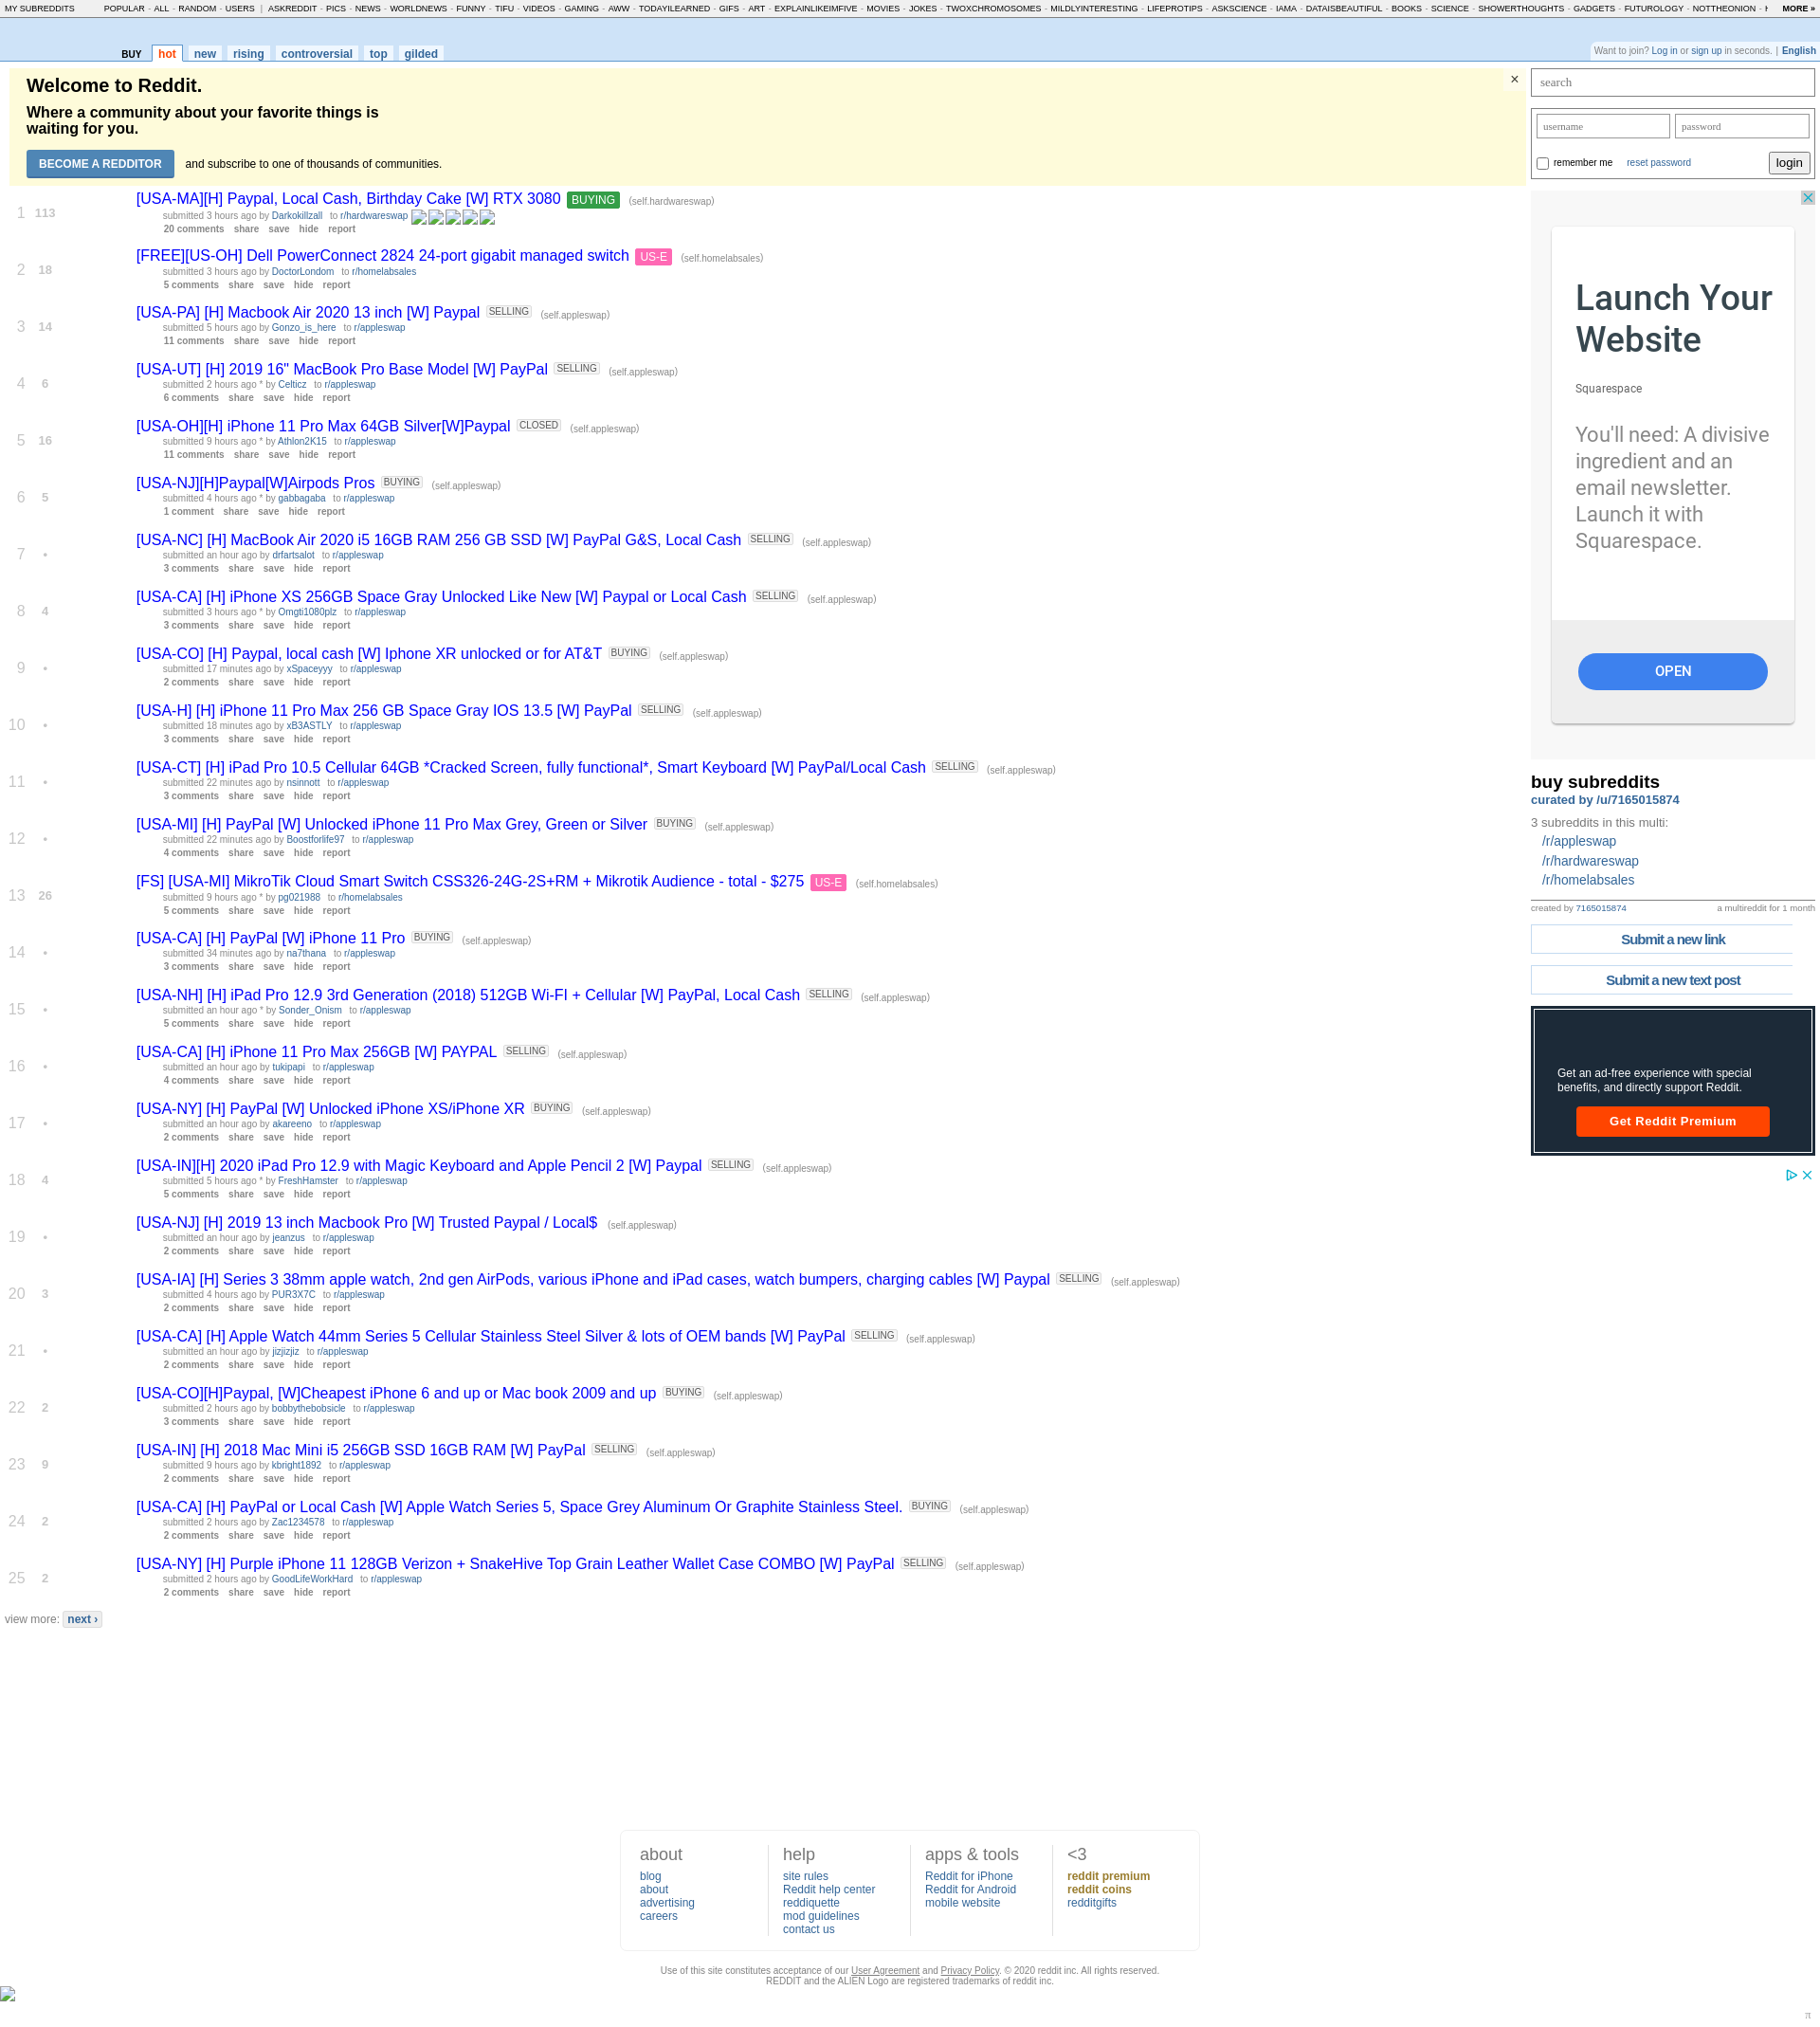 MY SUBREDDITS POPULAR - ALL - RANDOM - USERS | ASKREDDIT - PICS - NEWS - WORLDNEWS - FUNNY - TIFU - VIDEOS - GAMING - AWW - TODAYILEARNED - GIFS - ART - EXPLAINLIKEIMFIVE - MOVIES - JOKES - TWOXCHROMOSOMES - MILDLYINTERESTING - LIFEPROTIPS - ASKSCIENCE - IAMA - DATAISBEAUTIFUL - BOOKS - SCIENCE - SHOWERTHOUGHTS - GADGETS - FUTUROLOGY - NOTTHEONION - MORE »
BUY hot new rising controversial top gilded
Want to join? Log in or sign up in seconds. | English
Welcome to Reddit.
Where a community about your favorite things is
waiting for you.
BECOME A REDDITOR and subscribe to one of thousands of communities.
×
1 113 [USA-MA][H] Paypal, Local Cash, Birthday Cake [W] RTX 3080 BUYING (self.hardwareswap)
submitted 3 hours ago by Darkokillzall to r/hardwareswap
20 comments share save hide report
2 18 [FREE][US-OH] Dell PowerConnect 2824 24-port gigabit managed switch US-E (self.homelabsales)
submitted 3 hours ago by DoctorLondom to r/homelabsales
5 comments share save hide report
3 14 [USA-PA] [H] Macbook Air 2020 13 inch [W] Paypal SELLING (self.appleswap)
submitted 5 hours ago by Gonzo_is_here to r/appleswap
11 comments share save hide report
4 6 [USA-UT] [H] 2019 16" MacBook Pro Base Model [W] PayPal SELLING (self.appleswap)
submitted 2 hours ago * by Celticz to r/appleswap
6 comments share save hide report
5 16 [USA-OH][H] iPhone 11 Pro Max 64GB Silver[W]Paypal CLOSED (self.appleswap)
submitted 9 hours ago * by Athlon2K15 to r/appleswap
11 comments share save hide report
6 5 [USA-NJ][H]Paypal[W]Airpods Pros BUYING (self.appleswap)
submitted 4 hours ago * by gabbagaba to r/appleswap
1 comment share save hide report
7 • [USA-NC] [H] MacBook Air 2020 i5 16GB RAM 256 GB SSD [W] PayPal G&S, Local Cash SELLING (self.appleswap)
submitted an hour ago by drfartsalot to r/appleswap
3 comments share save hide report
8 4 [USA-CA] [H] iPhone XS 256GB Space Gray Unlocked Like New [W] Paypal or Local Cash SELLING (self.appleswap)
submitted 3 hours ago * by Omgti1080plz to r/appleswap
3 comments share save hide report
9 • [USA-CO] [H] Paypal, local cash [W] Iphone XR unlocked or for AT&T BUYING (self.appleswap)
submitted 17 minutes ago by xSpaceyyy to r/appleswap
2 comments share save hide report
10 • [USA-H] [H] iPhone 11 Pro Max 256 GB Space Gray IOS 13.5 [W] PayPal SELLING (self.appleswap)
submitted 18 minutes ago by xB3ASTLY to r/appleswap
3 comments share save hide report
11 • [USA-CT] [H] iPad Pro 10.5 Cellular 64GB *Cracked Screen, fully functional*, Smart Keyboard [W] PayPal/Local Cash SELLING (self.appleswap)
submitted 22 minutes ago by nsinnott to r/appleswap
3 comments share save hide report
12 • [USA-MI] [H] PayPal [W] Unlocked iPhone 11 Pro Max Grey, Green or Silver BUYING (self.appleswap)
submitted 22 minutes ago by Boostforlife97 to r/appleswap
4 comments share save hide report
13 26 [FS] [USA-MI] MikroTik Cloud Smart Switch CSS326-24G-2S+RM + Mikrotik Audience - total - $275 US-E (self.homelabsales)
submitted 9 hours ago * by pg021988 to r/homelabsales
5 comments share save hide report
14 • [USA-CA] [H] PayPal [W] iPhone 11 Pro BUYING (self.appleswap)
submitted 34 minutes ago by na7thana to r/appleswap
3 comments share save hide report
15 • [USA-NH] [H] iPad Pro 12.9 3rd Generation (2018) 512GB Wi-FI + Cellular [W] PayPal, Local Cash SELLING (self.appleswap)
submitted an hour ago * by Sonder_Onism to r/appleswap
5 comments share save hide report
16 • [USA-CA] [H] iPhone 11 Pro Max 256GB [W] PAYPAL SELLING (self.appleswap)
submitted an hour ago by tukipapi to r/appleswap
4 comments share save hide report
17 • [USA-NY] [H] PayPal [W] Unlocked iPhone XS/iPhone XR BUYING (self.appleswap)
submitted an hour ago by akareeno to r/appleswap
2 comments share save hide report
18 4 [USA-IN][H] 2020 iPad Pro 12.9 with Magic Keyboard and Apple Pencil 2 [W] Paypal SELLING (self.appleswap)
submitted 5 hours ago * by FreshHamster to r/appleswap
5 comments share save hide report
19 • [USA-NJ] [H] 2019 13 inch Macbook Pro [W] Trusted Paypal / Local$ (self.appleswap)
submitted an hour ago by jeanzus to r/appleswap
2 comments share save hide report
20 3 [USA-IA] [H] Series 3 38mm apple watch, 2nd gen AirPods, various iPhone and iPad cases, watch bumpers, charging cables [W] Paypal SELLING (self.appleswap)
submitted 4 hours ago by PUR3X7C to r/appleswap
2 comments share save hide report
21 • [USA-CA] [H] Apple Watch 44mm Series 5 Cellular Stainless Steel Silver & lots of OEM bands [W] PayPal SELLING (self.appleswap)
submitted an hour ago by jizjizjiz to r/appleswap
2 comments share save hide report
22 2 [USA-CO][H]Paypal, [W]Cheapest iPhone 6 and up or Mac book 2009 and up BUYING (self.appleswap)
submitted 2 hours ago by bobbythebobsicle to r/appleswap
3 comments share save hide report
23 9 [USA-IN] [H] 2018 Mac Mini i5 256GB SSD 16GB RAM [W] PayPal SELLING (self.appleswap)
submitted 9 hours ago by kbright1892 to r/appleswap
2 comments share save hide report
24 2 [USA-CA] [H] PayPal or Local Cash [W] Apple Watch Series 5, Space Grey Aluminum Or Graphite Stainless Steel. BUYING (self.appleswap)
submitted 2 hours ago by Zac1234578 to r/appleswap
2 comments share save hide report
25 2 [USA-NY] [H] Purple iPhone 11 128GB Verizon + SnakeHive Top Grain Leather Wallet Case COMBO [W] PayPal SELLING (self.appleswap)
submitted 2 hours ago by GoodLifeWorkHard to r/appleswap
2 comments share save hide report
view more: next ›
search
username password
remember me reset password login
Launch Your
Website
Squarespace
You'll need: A divisive
ingredient and an
email newsletter.
Launch it with
Squarespace.
OPEN
buy subreddits
curated by /u/7165015874
3 subreddits in this multi:
/r/appleswap
/r/hardwareswap
/r/homelabsales
created by 7165015874 a multireddit for 1 month
Submit a new link
Submit a new text post
Get an ad-free experience with special
benefits, and directly support Reddit.
Get Reddit Premium
about
blog
about
advertising
careers
help
site rules
Reddit help center
reddiquette
mod guidelines
contact us
apps & tools
Reddit for iPhone
Reddit for Android
mobile website
<3
reddit premium
reddit coins
redditgifts
Use of this site constitutes acceptance of our User Agreement and Privacy Policy. © 2020 reddit inc. All rights reserved.
REDDIT and the ALIEN Logo are registered trademarks of reddit inc.
π